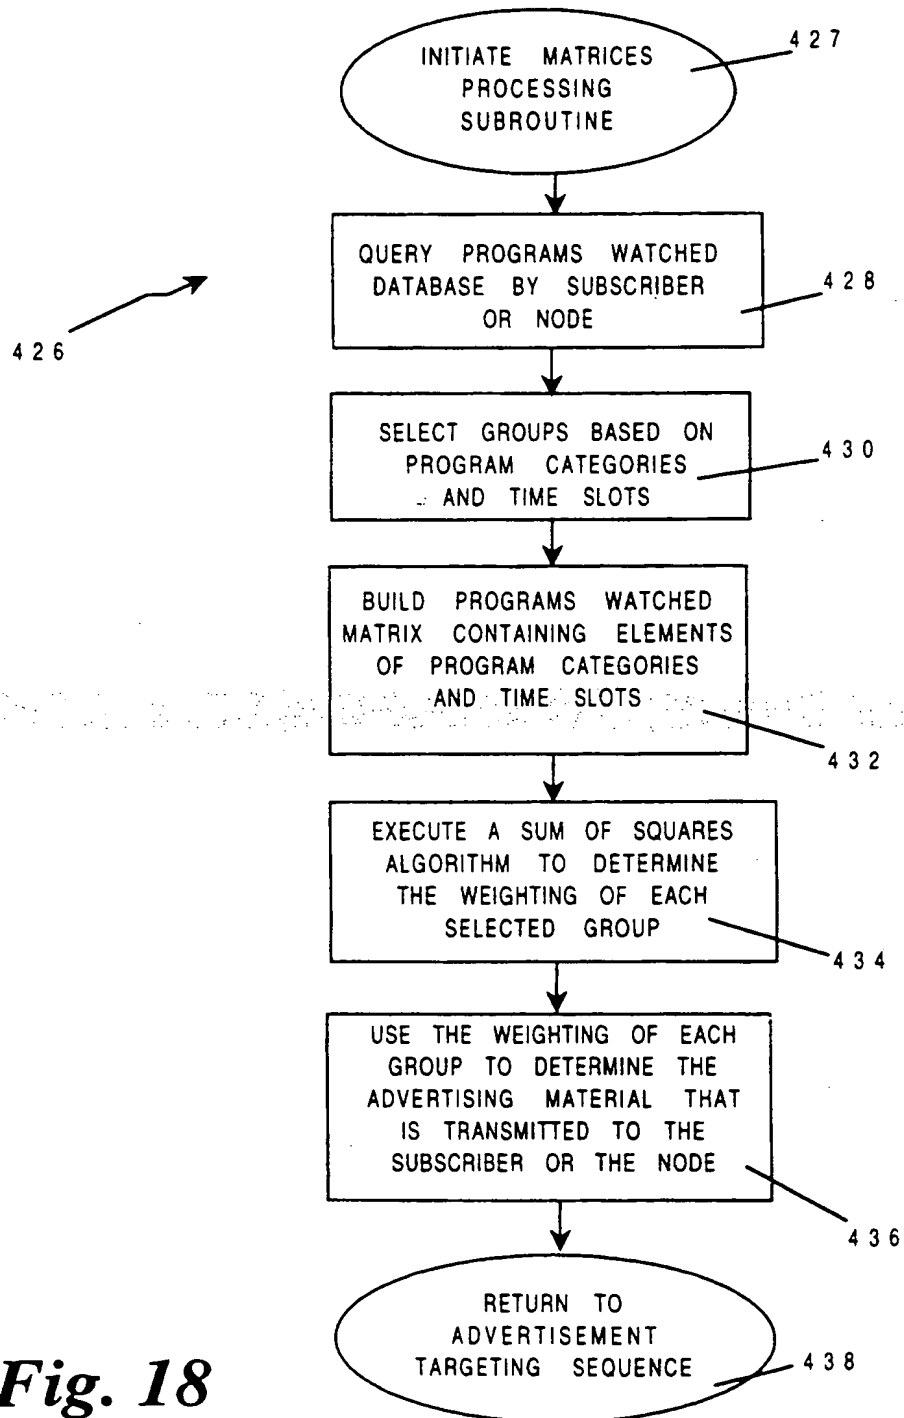 INITIATE MATRICES
PROCESSING
SUBROUTINE
427
QUERY PROGRAMS WATCHED
DATABASE BY SUBSCRIBER
OR NODE
428
426
SELECT GROUPS BASED ON
PROGRAM CATEGORIES
AND TIME SLOTS
430
BUILD PROGRAMS WATCHED
MATRIX CONTAINING ELEMENTS
OF PROGRAM CATEGORIES
AND TIME SLOTS
432
EXECUTE A SUM OF SQUARES
ALGORITHM TO DETERMINE
THE WEIGHTING OF EACH
SELECTED GROUP
434
USE THE WEIGHTING OF EACH
GROUP TO DETERMINE THE
ADVERTISING MATERIAL THAT
IS TRANSMITTED TO THE
SUBSCRIBER OR THE NODE
436
RETURN TO
ADVERTISEMENT
TARGETING SEQUENCE
438
Fig. 18